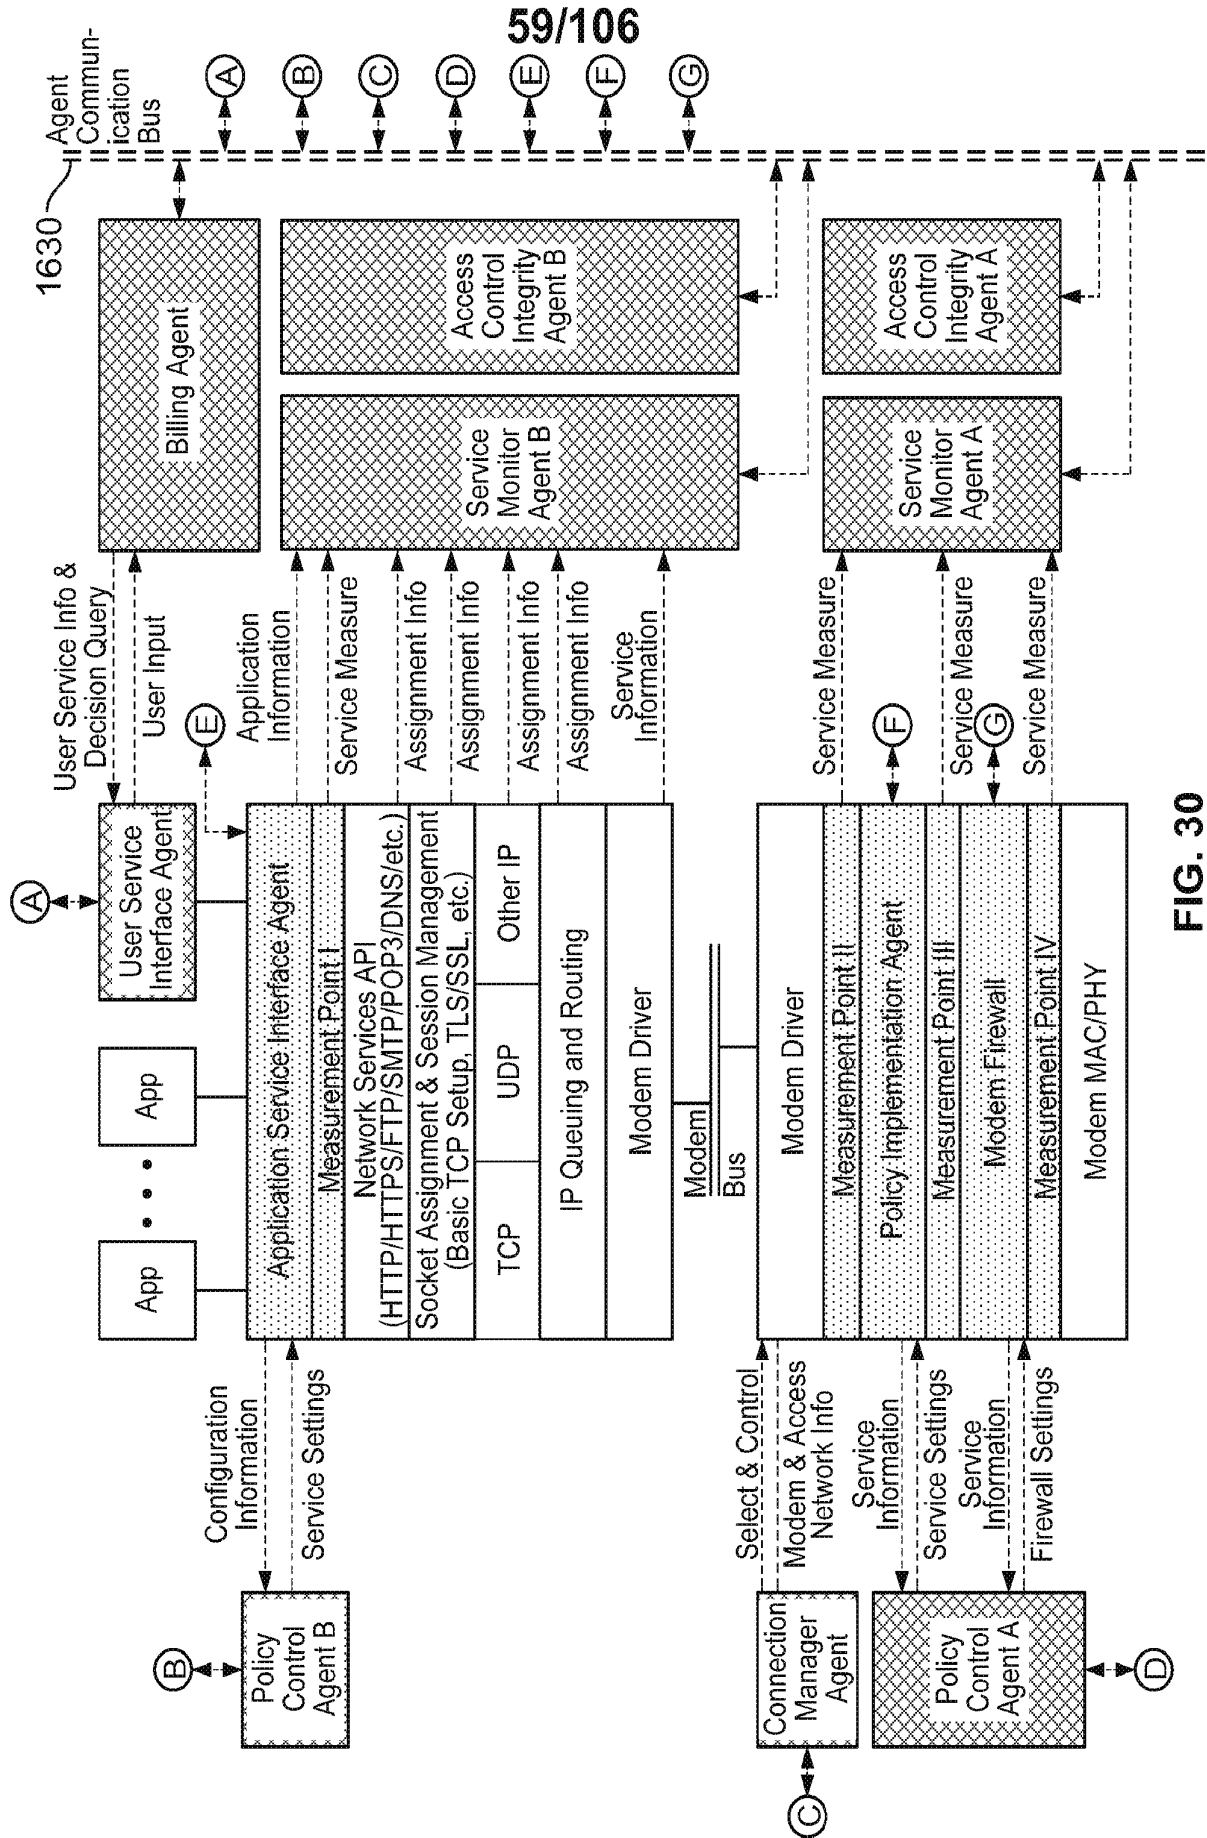 59/106
1630
Agent
Commun-
ication
Bus
A
B
C
D
E
F
G
Billing Agent
Access
Control
Integrity
Agent B
Access
Control
Integrity
Agent A
Service
Monitor
Agent B
Service
Monitor
Agent A
User Service Info &
Decision Query
User Input
E
Application
Information
Service Measure
Assignment Info
Assignment Info
Assignment Info
Assignment Info
Service
Information
Service Measure
F
Service Measure
G
Service Measure
A
User Service
Interface Agent
App
App
Application Service Interface Agent
Measurement Point I
Network Services API
(HTTP/HTTPS/FTP/SMTP/POP3/DNS/etc.)
Socket Assignment & Session Management
(Basic TCP Setup, TLS/SSL, etc.)
TCP
UDP
Other IP
IP Queuing and Routing
Modem Driver
Modem
Bus
Modem Driver
Measurement Point II
Policy Implementation Agent
Measurement Point III
Modem Firewall
Measurement Point IV
Modem MAC/PHY
Configuration
Information
Service Settings
Select & Control
Modem & Access
Network Info
Service
Information
Service Settings
Service
Information
Firewall Settings
B
Policy
Control
Agent B
Connection
Manager
Agent
C
Policy
Control
Agent A
D
FIG. 30